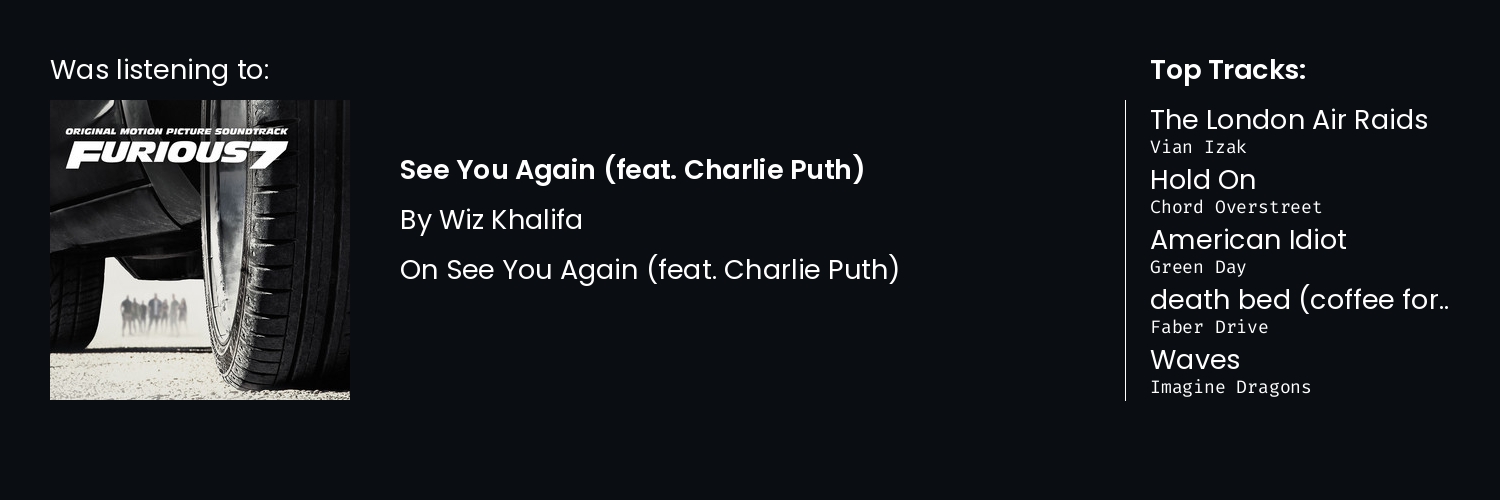 Was listening to:
ORIGINAL MOTION PICTURE SOUNDTRACK
FURIOUS 7
See You Again (feat. Charlie Puth)
By Wiz Khalifa
On See You Again (feat. Charlie Puth)
Top Tracks:
The London Air Raids
Vian Izak
Hold On
Chord Overstreet
American Idiot
Green Day
death bed (coffee for..
Faber Drive
Waves
Imagine Dragons